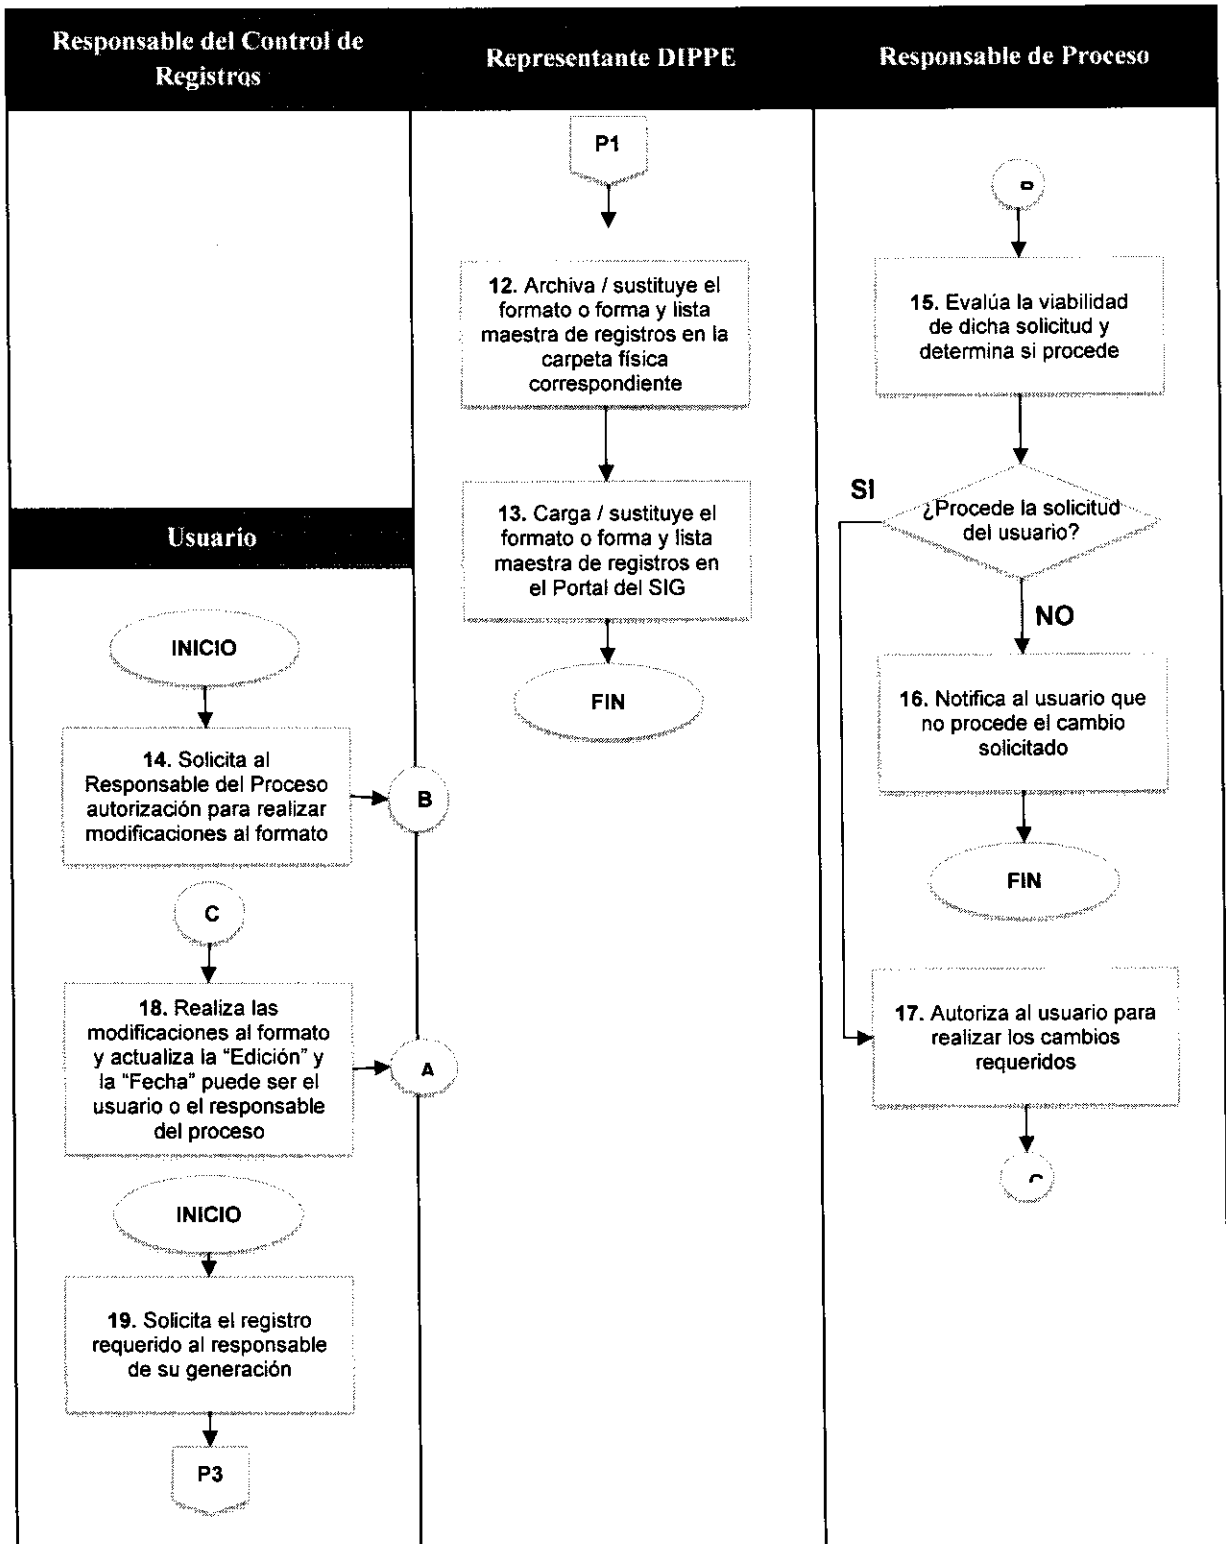 Responsable del Control de
Registros
Representante DIPPE
Responsable de Proceso
P1
12. Archiva / sustituye el
formato o forma y lista
maestra de registros en la
carpeta física
correspondiente
13. Carga / sustituye el
formato o forma y lista
maestra de registros en
el Portal del SIG
FIN
15. Evalúa la viabilidad
de dicha solicitud y
determina si procede
SI
¿Procede la solicitud
del usuario?
NO
16. Notifica al usuario que
no procede el cambio
solicitado
FIN
17. Autoriza al usuario para
realizar los cambios
requeridos
Usuario
INICIO
14. Solicita al
Responsable del Proceso
autorización para realizar
modificaciones al formato
B
C
18. Realiza las
modificaciones al formato
y actualiza la “Edición” y
la “Fecha” puede ser el
usuario o el responsable
del proceso
A
INICIO
19. Solicita el registro
requerido al responsable
de su generación
P3